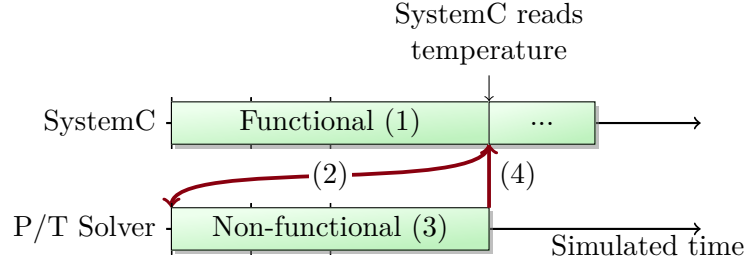 SystemC reads
temperature
SystemC
Functional (1)
...
(2)
(4)
P/T Solver
Non-functional (3)
Simulated time